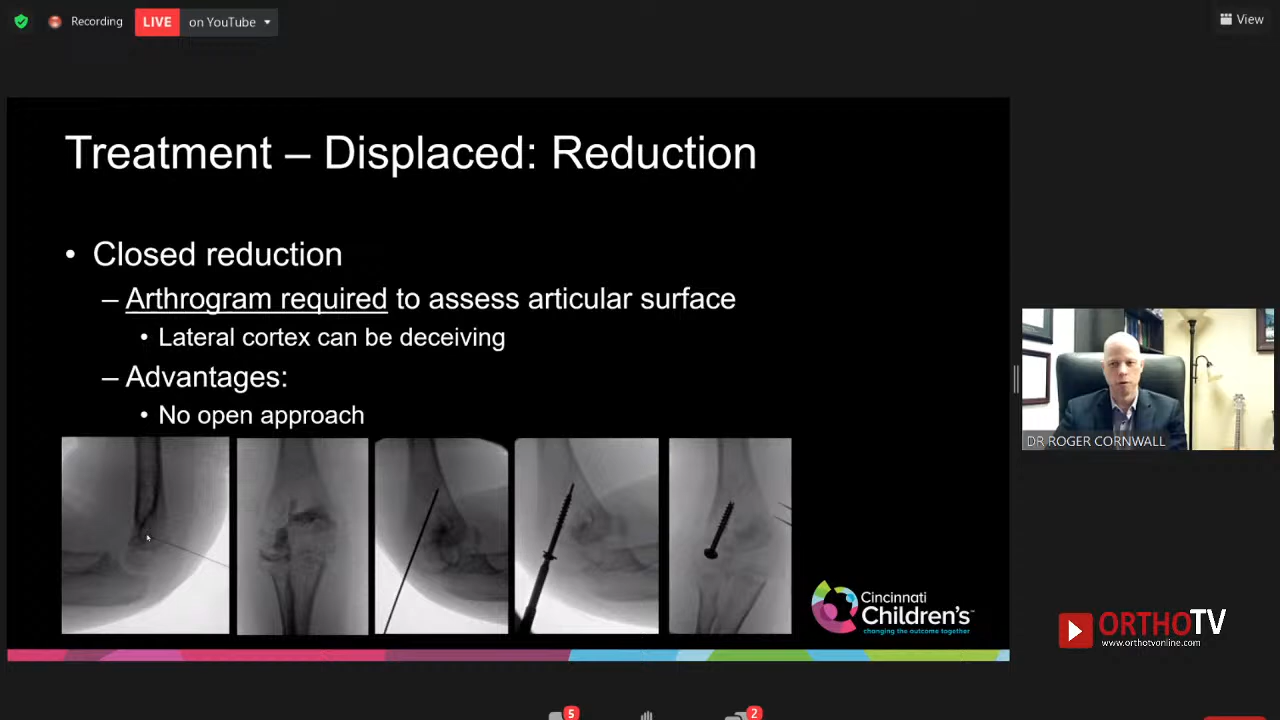 Recording
LIVE on YouTube
View
Treatment – Displaced: Reduction
• Closed reduction
– Arthrogram required to assess articular surface
• Lateral cortex can be deceiving
– Advantages:
• No open approach
DR ROGER CORNWALL
Cincinnati
Children's™
changing the outcome together
ORTHOTV
www.orthotvonline.com
5
2